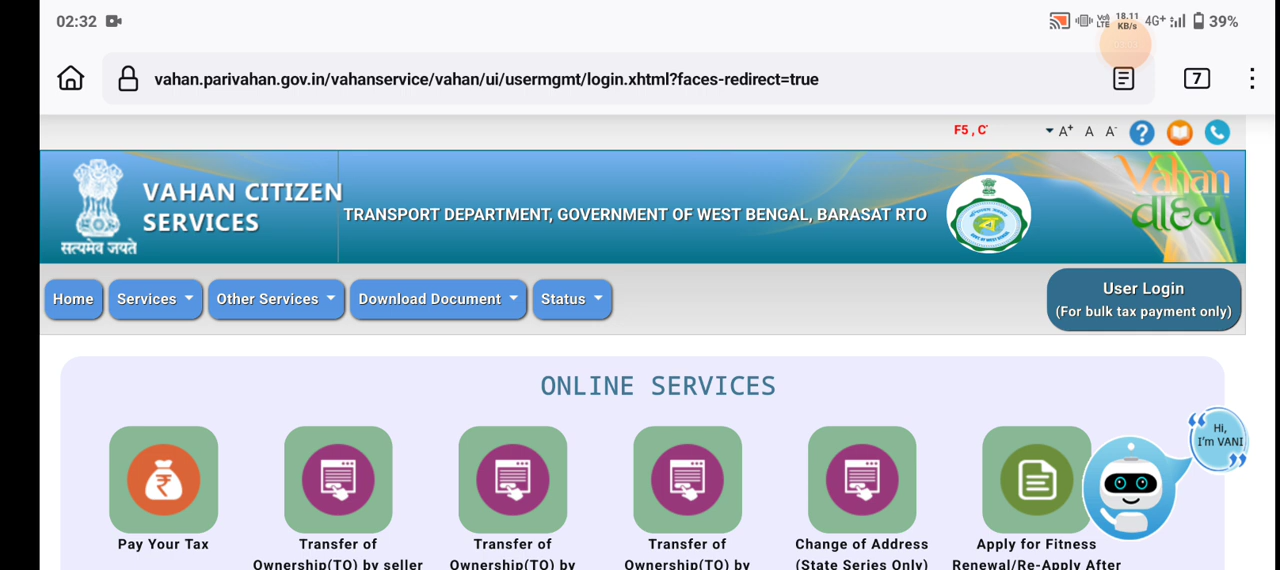 02:32
Vo)
LTE
18.11
KB/s
4G+
39%
vahan.parivahan.gov.in/vahanservice/vahan/ui/usermgmt/login.xhtml?faces-redirect=true
7
F5 , C
A+ A A-
?
VAHAN CITIZEN
SERVICES
सत्यमेव जयते
TRANSPORT DEPARTMENT, GOVERNMENT OF WEST BENGAL, BARASAT RTO
ব
Vahan
वाहन
Home
Services
Other Services
Download Document
Status
User Login
(For bulk tax payment only)
ONLINE SERVICES
Hi,
I'm VANI
Pay Your Tax
Transfer of
Ownership(TO) by seller
Transfer of
Ownership(TO) by
Transfer of
Ownership(TO) by
Change of Address
(State Series Only)
Apply for Fitness
Renewal/Re-Apply After